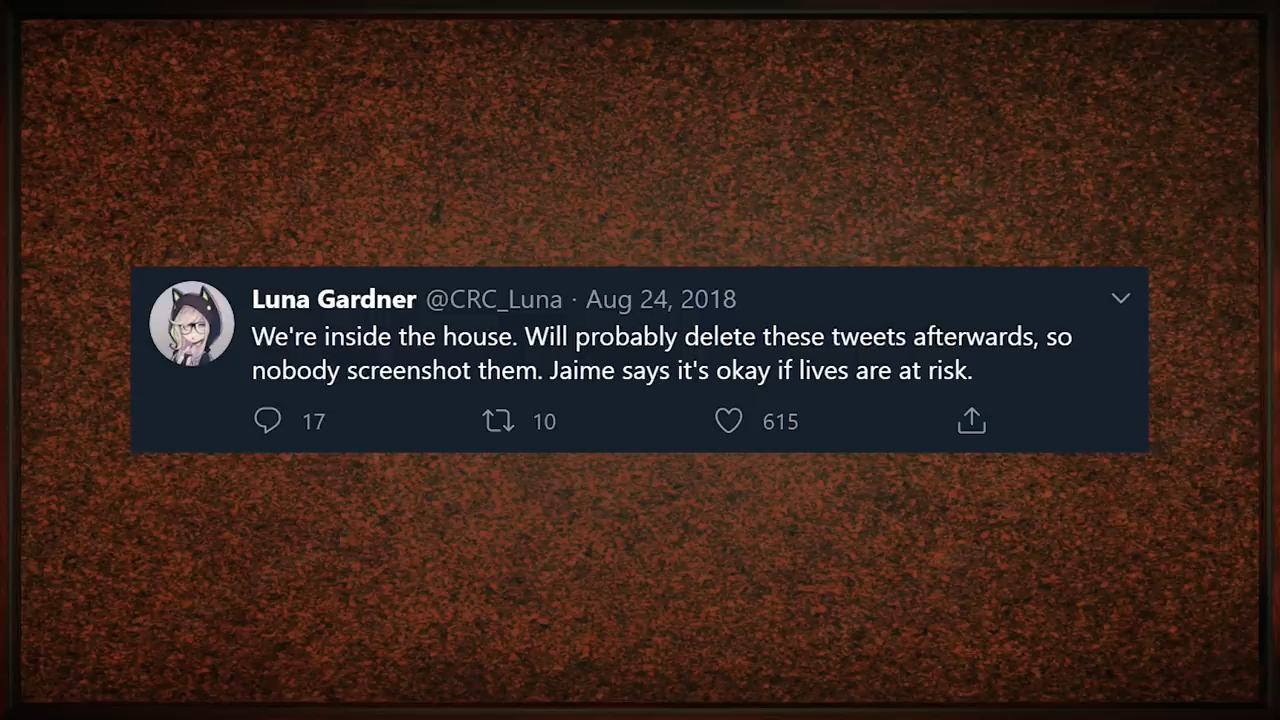 Luna Gardner @CRC_Luna · Aug 24, 2018
We're inside the house. Will probably delete these tweets afterwards, so
nobody screenshot them. Jaime says it's okay if lives are at risk.
17 10 615